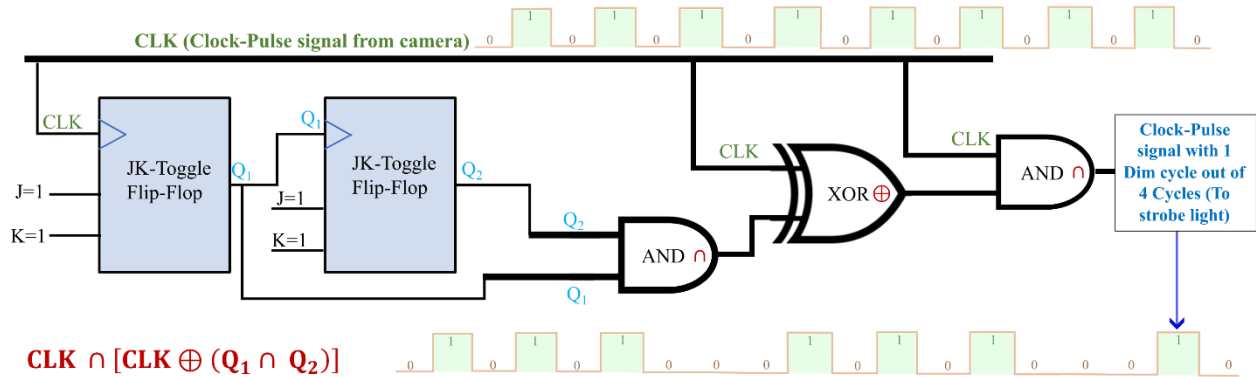 1 1 1 1 1 1 1 1
CLK (Clock-Pulse signal from camera)
0 0 0 0 0 0 0 0 0
CLK
JK-Toggle
Flip-Flop
J=1
K=1
Q₁
Q₁
JK-Toggle
Flip-Flop
J=1
K=1
Q₂
Q₂
Q₁
AND ∩
CLK
XOR ⊕
CLK
AND ∩
Clock-Pulse
signal with 1
Dim cycle out of
4 Cycles (To
strobe light)
CLK ∩ [CLK ⊕ (Q₁ ∩ Q₂)]
0 1 0 1 0 1 0 0 0 1 0 1 0 1 0 0 0 1 0